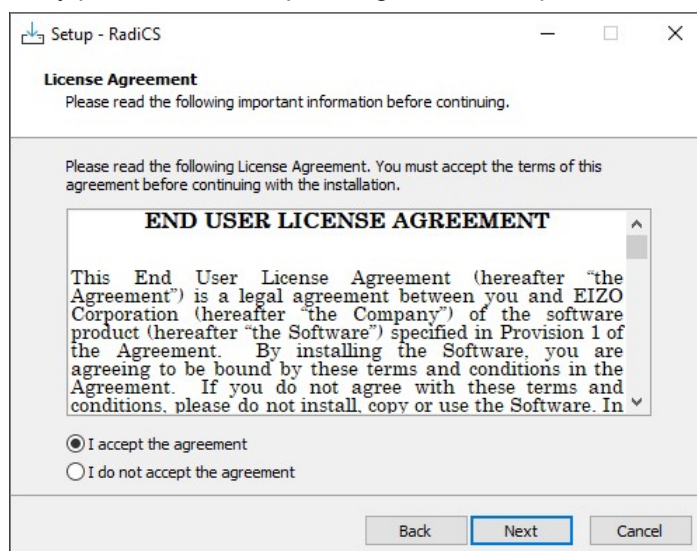 Setup - RadiCS
License Agreement
Please read the following important information before continuing.
Please read the following License Agreement. You must accept the terms of this
agreement before continuing with the installation.
END USER LICENSE AGREEMENT
This End User License Agreement (hereafter “the
Agreement”) is a legal agreement between you and EIZO
Corporation (hereafter “the Company”) of the software
product (hereafter “the Software”) specified in Provision 1 of
the Agreement. By installing the Software, you are
agreeing to be bound by these terms and conditions in the
Agreement. If you do not agree with these terms and
conditions, please do not install, copy or use the Software. In
I accept the agreement
I do not accept the agreement
Back Next Cancel